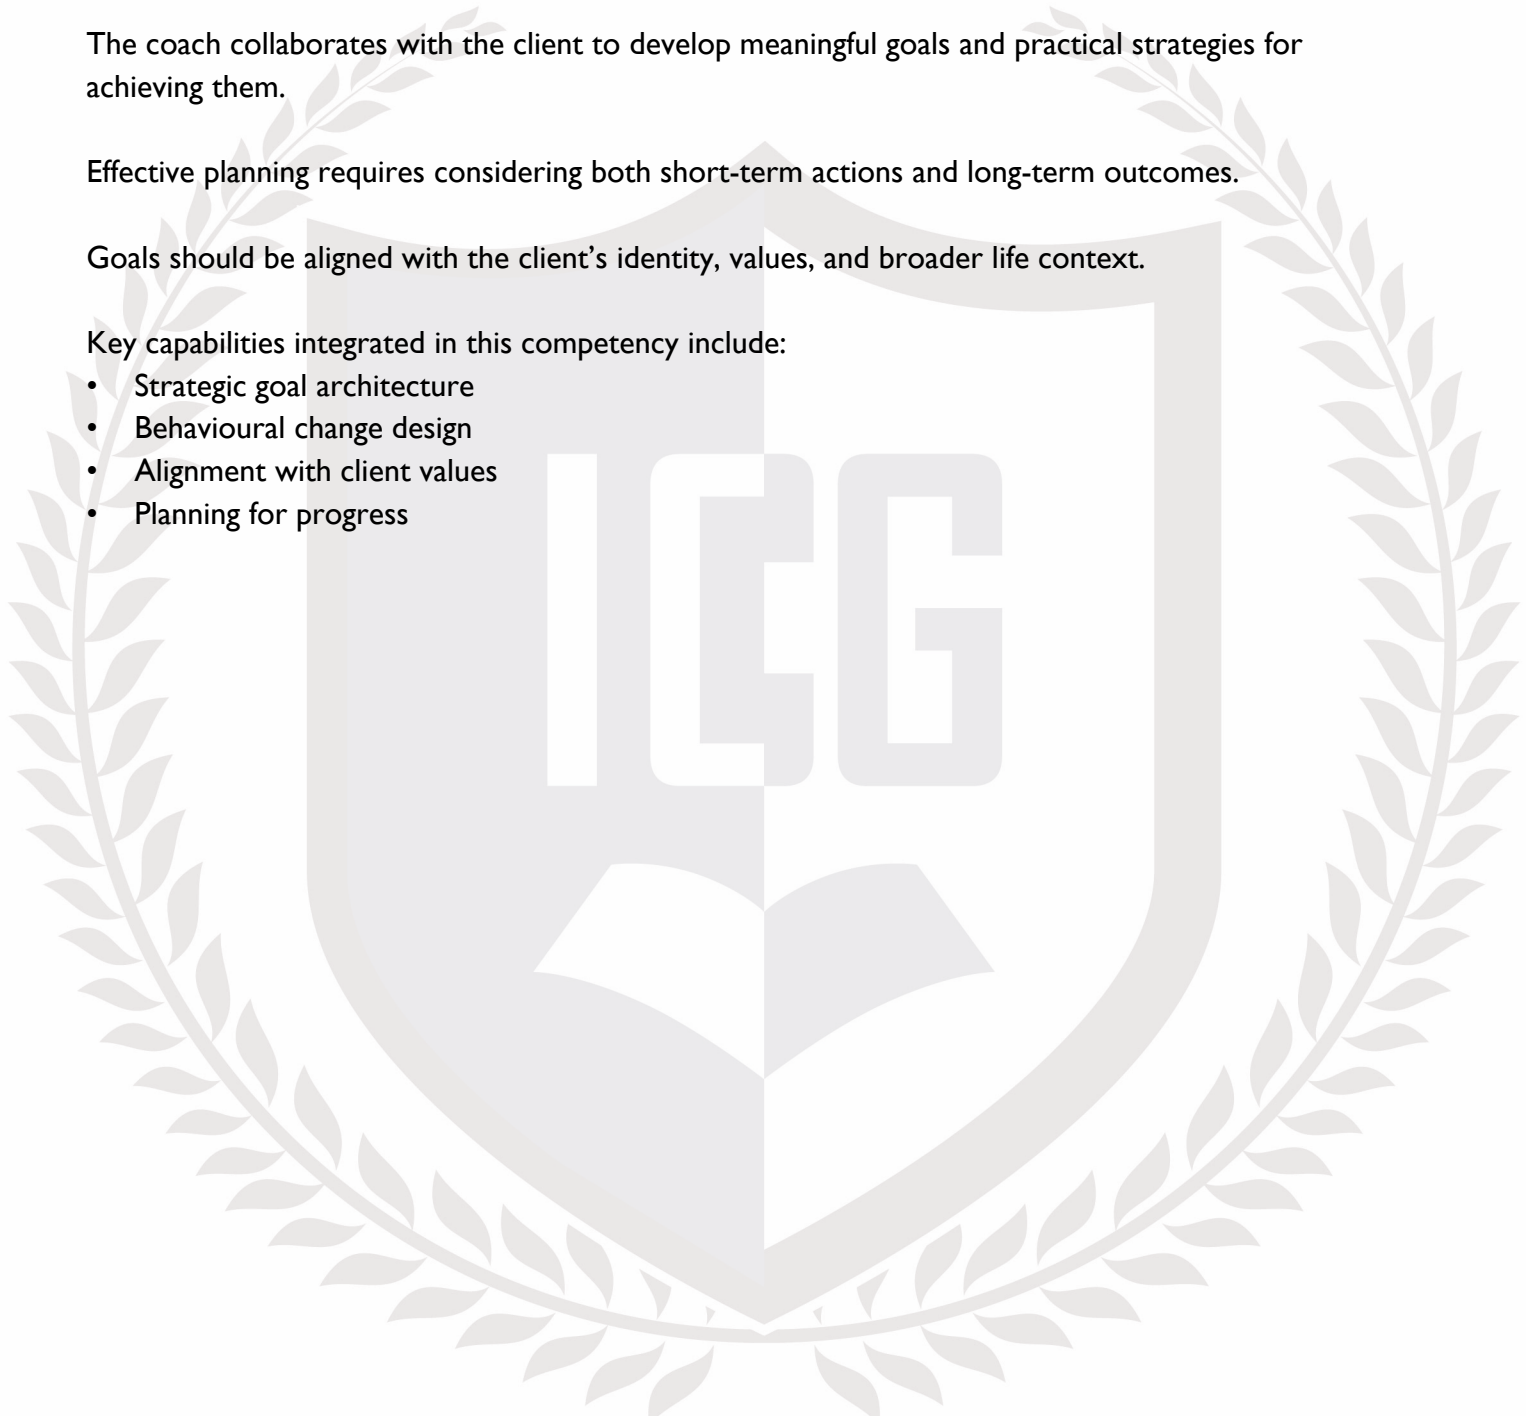 The coach collaborates with the client to develop meaningful goals and practical strategies for
achieving them.
Effective planning requires considering both short-term actions and long-term outcomes.
Goals should be aligned with the client’s identity, values, and broader life context.
Key capabilities integrated in this competency include:
• Strategic goal architecture
• Behavioural change design
• Alignment with client values
• Planning for progress
ICG